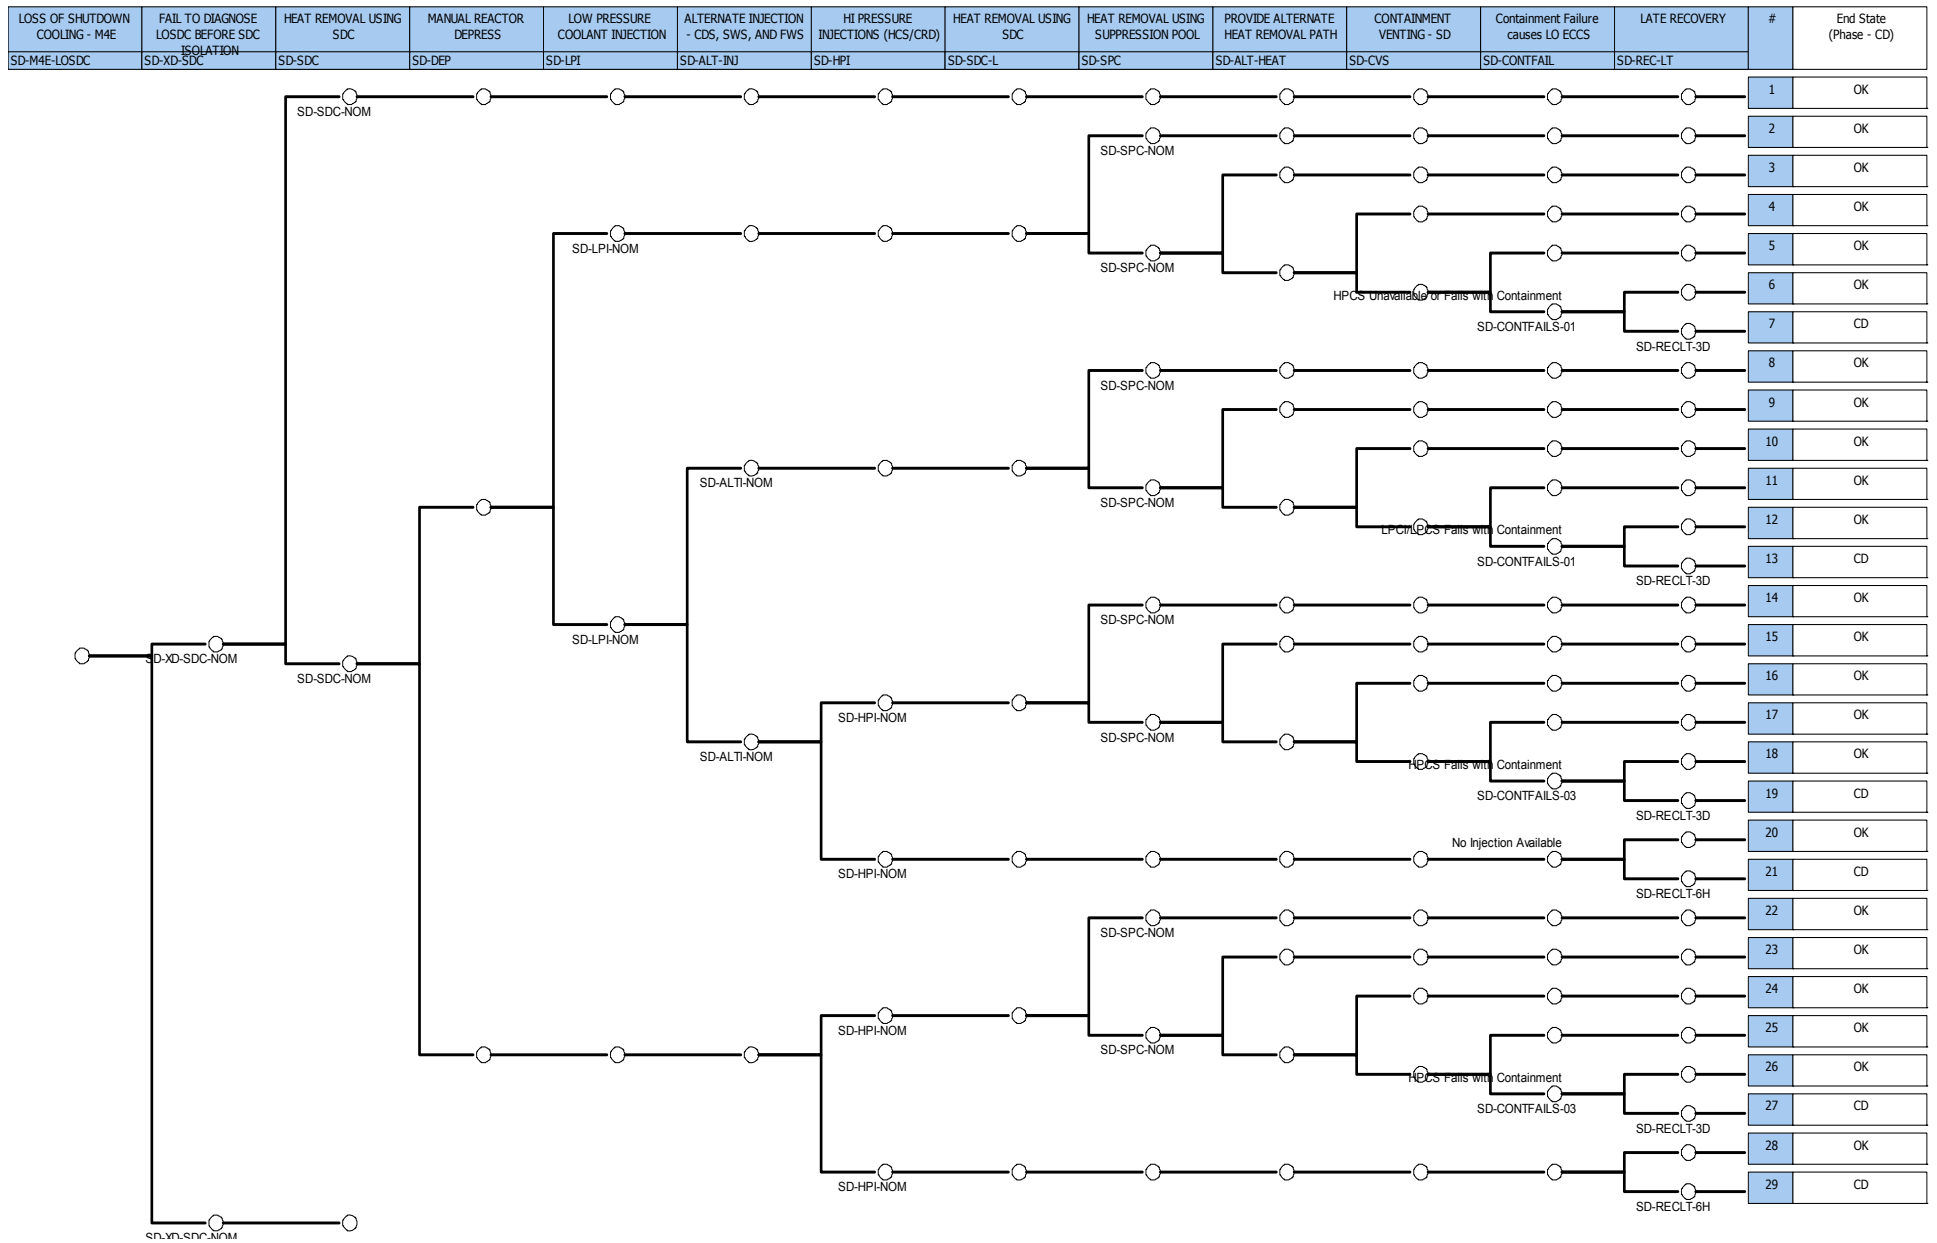 LOSS OF SHUTDOWN
COOLING - M4E
SD-M4E-LOSDC
FAIL TO DIAGNOSE
LOSDC BEFORE SDC
ISOLATION
SD-XD-SDC
HEAT REMOVAL USING
SDC
SD-SDC
MANUAL REACTOR
DEPRESS
SD-DEP
LOW PRESSURE
COOLANT INJECTION
SD-LPI
ALTERNATE INJECTION
- CDS, SWS, AND FWS
SD-ALT-INJ
HI PRESSURE
INJECTIONS (HCS/CRD)
SD-HPI
HEAT REMOVAL USING
SDC
SD-SDC-L
HEAT REMOVAL USING
SUPPRESSION POOL
SD-SPC
PROVIDE ALTERNATE
HEAT REMOVAL PATH
SD-ALT-HEAT
CONTAINMENT
VENTING - SD
SD-CVS
Containment Failure
causes LO ECCS
SD-CONTFAIL
LATE RECOVERY
SD-REC-LT
#
End State
(Phase - CD)
1 OK
SD-SDC-NOM
2 OK
SD-SPC-NOM
3 OK
4 OK
SD-LPI-NOM
5 OK
SD-SPC-NOM
6 OK
HPCS Unavailable or Fails with Containment
7 CD
SD-CONTFAILS-01
SD-RECLT-3D
8 OK
SD-SPC-NOM
9 OK
10 OK
11 OK
SD-ALTI-NOM
SD-SPC-NOM
12 OK
LPCI/LPCS Fails with Containment
13 CD
SD-CONTFAILS-01
SD-RECLT-3D
14 OK
SD-SPC-NOM
15 OK
SD-LPI-NOM
SD-XD-SDC-NOM
16 OK
SD-SDC-NOM
17 OK
SD-HPI-NOM
SD-SPC-NOM
18 OK
SD-ALTI-NOM
HPCS Fails with Containment
19 CD
SD-CONTFAILS-03
SD-RECLT-3D
20 OK
No Injection Available
21 CD
SD-HPI-NOM
SD-RECLT-6H
22 OK
SD-SPC-NOM
23 OK
24 OK
25 OK
SD-HPI-NOM
SD-SPC-NOM
26 OK
HPCS Fails with Containment
27 CD
SD-CONTFAILS-03
SD-RECLT-3D
28 OK
29 CD
SD-HPI-NOM
SD-RECLT-6H
SD-XD-SDC-NOM